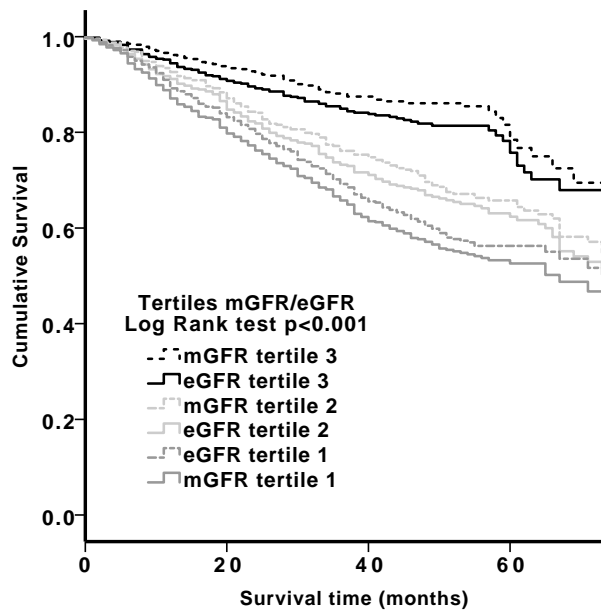 Cumulative Survival
1.0
0.8
0.6
0.4
0.2
0.0
Tertiles mGFR/eGFR
Log Rank test p<0.001
mGFR tertile 3
eGFR tertile 3
mGFR tertile 2
eGFR tertile 2
eGFR tertile 1
mGFR tertile 1
0 20 40 60
Survival time (months)